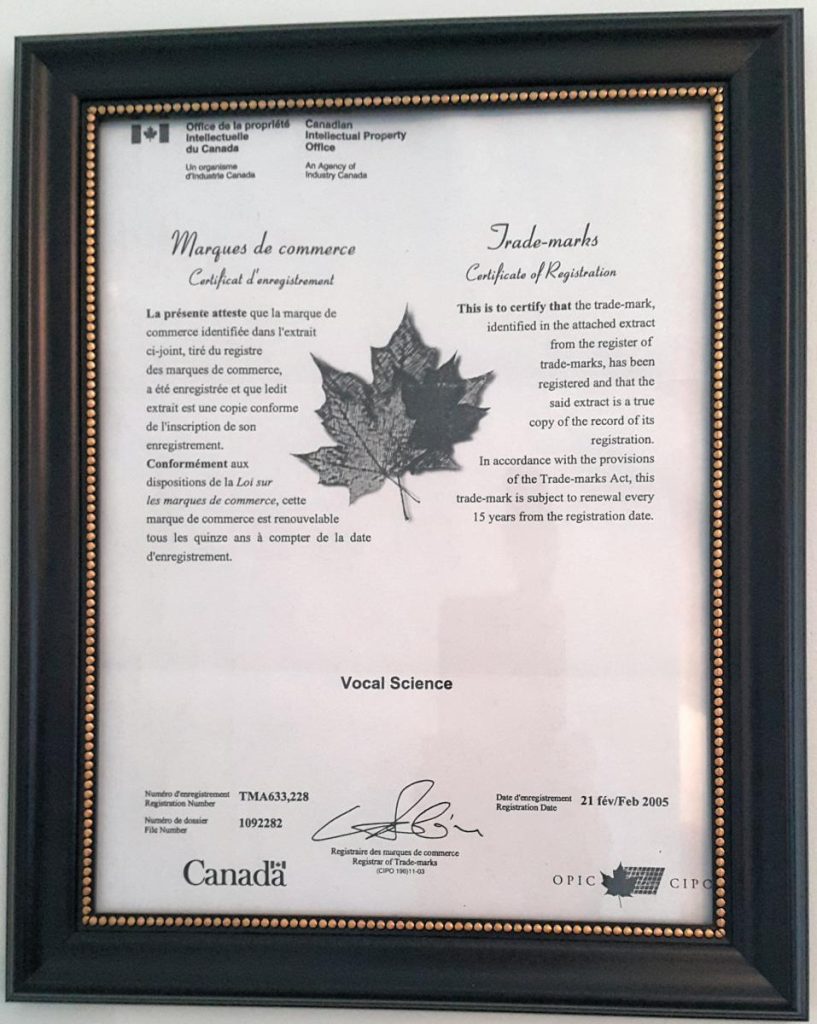 Office de la propriété
Intellectuelle
du Canada
Un organisme
d'Industrie Canada
Canadian
Intellectual Property
Office
An Agency of
Industry Canada
Marques de commerce
Certificat d'enregistrement
La présente atteste que la marque de
commerce identifiée dans l'extrait
ci-joint, tiré du registre
des marques de commerce,
a été enregistrée et que ledit
extrait est une copie conforme
de l'inscription de son
enregistrement.
Conformément aux
dispositions de la Loi sur
les marques de commerce, cette
marque de commerce est renouvelable
tous les quinze ans à compter de la date
d'enregistrement.
Trade-marks
Certificate of Registration
This is to certify that the trade-mark,
identified in the attached extract
from the register of
trade-marks, has been
registered and that the
said extract is a true
copy of the record of its
registration.
In accordance with the provisions
of the Trade-marks Act, this
trade-mark is subject to renewal every
15 years from the registration date.
Vocal Science
Numéro d'enregistrement
Registration Number
TMA633,228
Numéro de dossier
File Number
1092282
Registraire des marques de commerce
Registrar of Trade-marks
(CIPO 196)11-03
Date d'enregistrement
Registration Date
21 fév/Feb 2005
Canada
OPIC CIPO